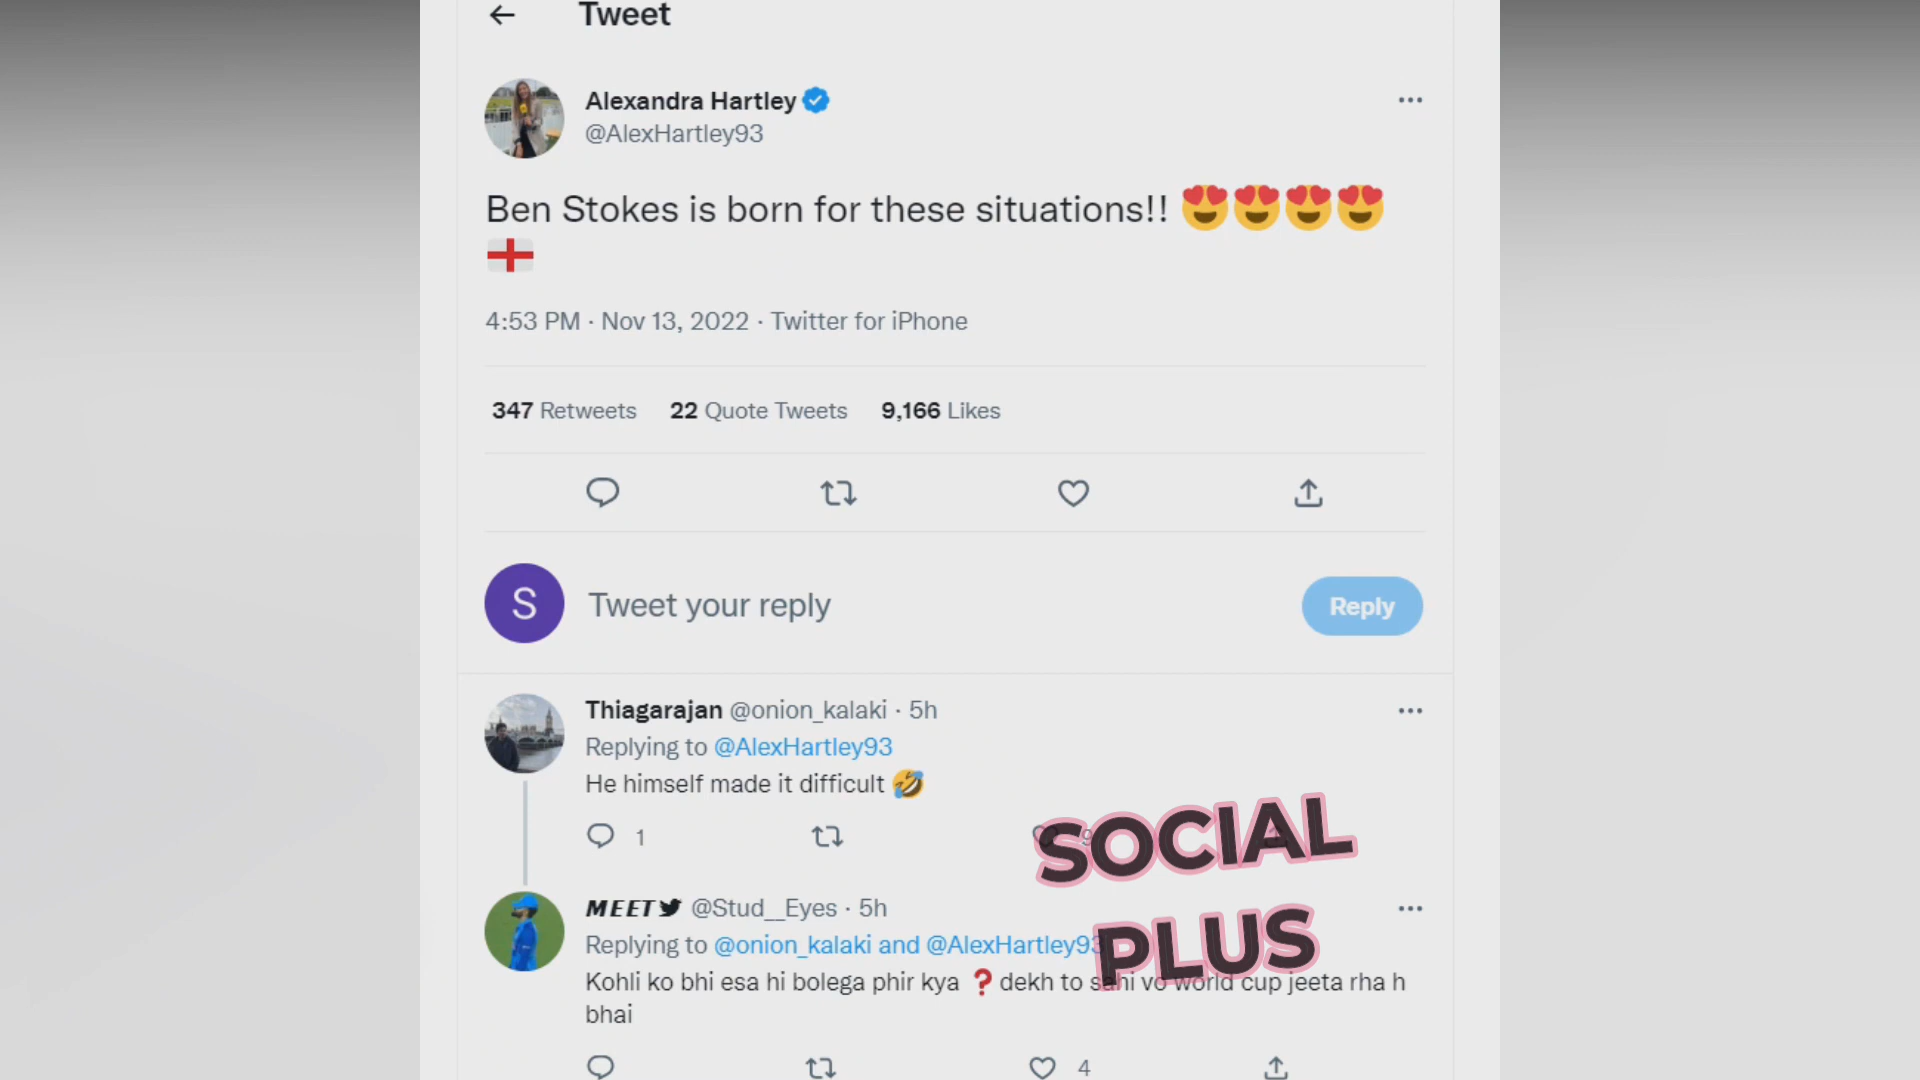 Tweet
Alexandra Hartley
@AlexHartley93
Ben Stokes is born for these situations!! 😍😍😍😍
🏴󠁧󠁢󠁥󠁮󠁧󠁿
4:53 PM · Nov 13, 2022 · Twitter for iPhone
347 Retweets 22 Quote Tweets 9,166 Likes
S Tweet your reply Reply
Thiagarajan @onion_kalaki · 5h
Replying to @AlexHartley93
He himself made it difficult 🤣
1
SOCIAL
MEET @Stud__Eyes · 5h
Replying to @onion_kalaki and @AlexHartley93
PLUS
Kohli ko bhi esa hi bolega phir kya ❓ dekh to sahi vo world cup jeeta rha h
bhai
4